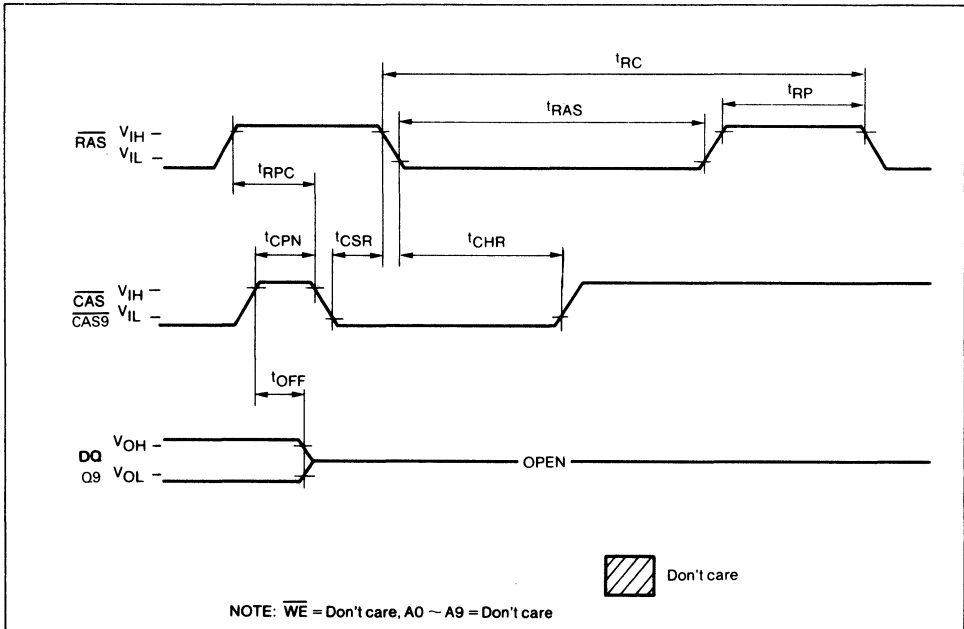 tRC
tRAS
tRP
RAS VIH
VIL
tRPC
tCPN
tCSR
tCHR
CAS VIH
CAS9 VIL
tOFF
DQ VOH
Q9 VOL
OPEN
Don't care
NOTE: WE = Don't care, A0 ~ A9 = Don't care